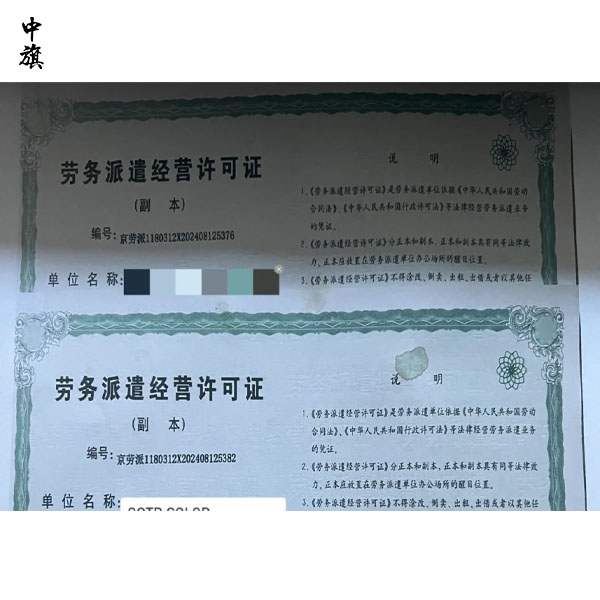 中
旗
劳务派遣经营许可证
(副 本)
编号:京劳派1180312X202408125376
单位名称:
说 明
1.《劳务派遣经营许可证》是劳务派遣单位依据《中华人民共和国劳动
合同法》、《中华人民共和国行政许可法》等法律经营劳务派遣业务
的凭证。
2.《劳务派遣经营许可证》分正本和副本,正本和副本具有同等法律效
力,正本应放置在劳务派遣单位办公场所的醒目位置。
3.《劳务派遣经营许可证》不得涂改、倒卖、出租、出借或者以其他任
劳务派遣经营许可证
(副 本)
编号:京劳派1180312X202408125382
单位名称:
说 明
1.《劳务派遣经营许可证》是劳务派遣单位依据《中华人民共和国劳动
合同法》、《中华人民共和国行政许可法》等法律经营劳务派遣业务
的凭证。
2.《劳务派遣经营许可证》分正本和副本,正本和副本具有同等法律效
力,正本应放置在劳务派遣单位办公场所的醒目位置。
3.《劳务派遣经营许可证》不得涂改、倒卖、出租、出借或者以其他任